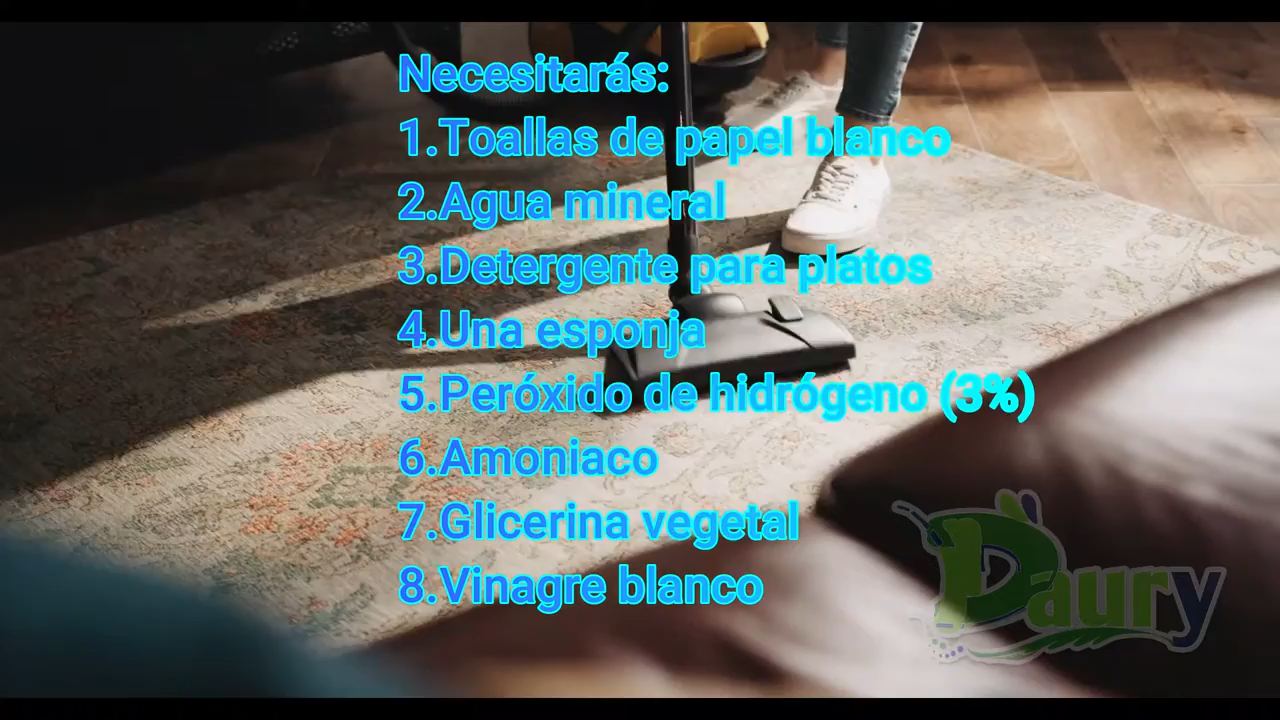 Necesitarás:
1.Toallas de papel blanco
2.Agua mineral
3.Detergente para platos
4.Una esponja
5.Peróxido de hidrógeno (3%)
6.Amoniaco
7.Glicerina vegetal
8.Vinagre blanco
Daury